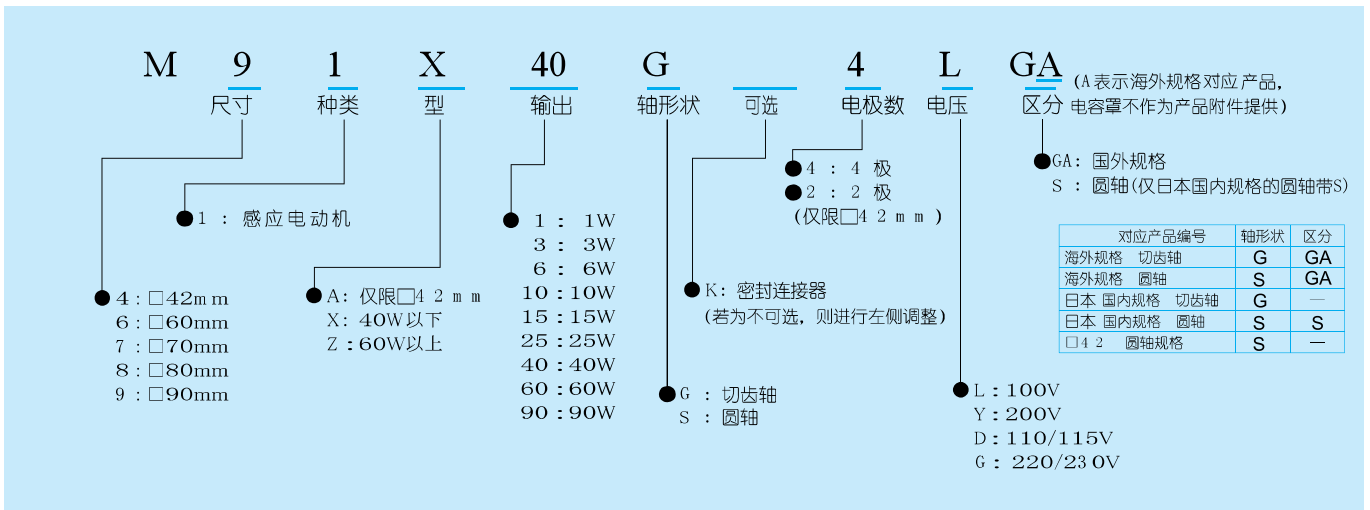 M 9 1 X 40 G 4 L GA (A表示海外规格对应产品,
尺寸 种类 型 输出 轴形状 可选 电极数 电压 区分 电容罩不作为产品附件提供)
4:□42mm
6:□60mm
7:□70mm
8:□80mm
9:□90mm
1:感应电动机
A:仅限□42mm
X:40W以下
Z:60W以上
1:1W
3:3W
6:6W
10:10W
15:15W
25:25W
40:40W
60:60W
90:90W
G:切齿轴
S:圆轴
K:密封连接器
(若为不可选,则进行左侧调整)
4:4极
2:2极
(仅限□42mm)
L:100V
Y:200V
D:110/115V
G:220/230V
GA:国外规格
S:圆轴(仅日本国内规格的圆轴带S)
对应产品编号 轴形状 区分
海外规格 切齿轴 G GA
海外规格 圆轴 S GA
日本国内规格 切齿轴 G —
日本国内规格 圆轴 S S
□42 圆轴规格 S —